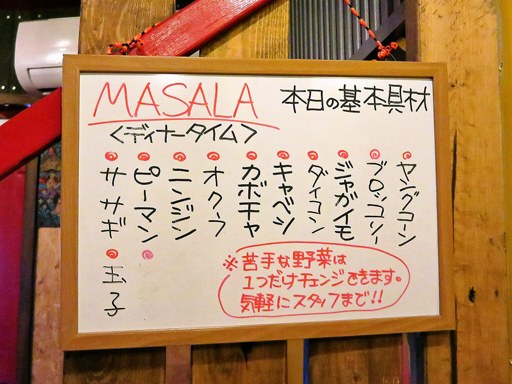 MASALA 本日の基本具材
<ディナータイム>
ヤングコーン
ブロッコリー
ジャガイモ
ダイコン
キャベツ
カボチャ
オクラ
ニンジン
ピーマン
ササギ
玉子
※苦手な野菜は
1つだけチェンジできます。
気軽にスタッフまで!!